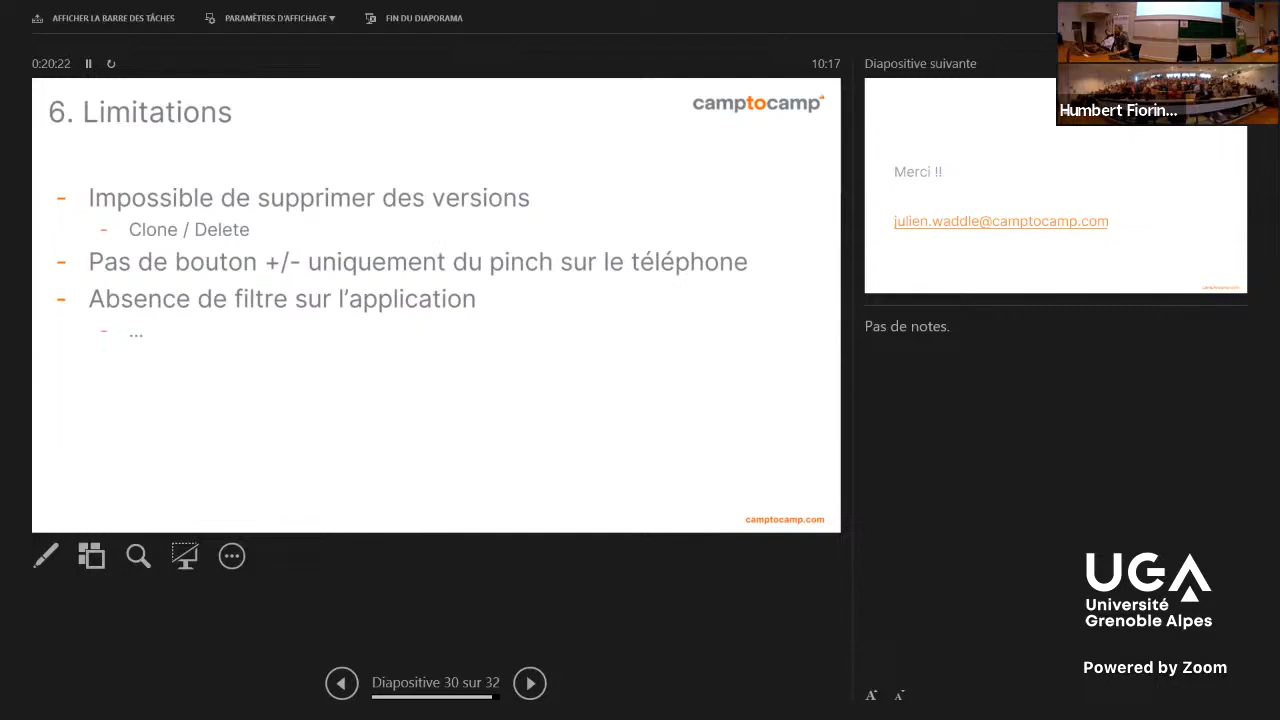 AFFICHER LA BARRE DES TÂCHES
PARAMÈTRES D'AFFICHAGE ▼
FIN DU DIAPORAMA
0:20:22
10:17
Diapositive suivante
Humbert Fiorin...
6. Limitations
camptocamp
- Impossible de supprimer des versions
- Clone / Delete
- Pas de bouton +/- uniquement du pinch sur le téléphone
- Absence de filtre sur l'application
- ...
camptocamp.com
Merci !!
julien.waddle@camptocamp.com
Pas de notes.
Diapositive 30 sur 32
A A
UGA
Université
Grenoble Alpes
Powered by Zoom